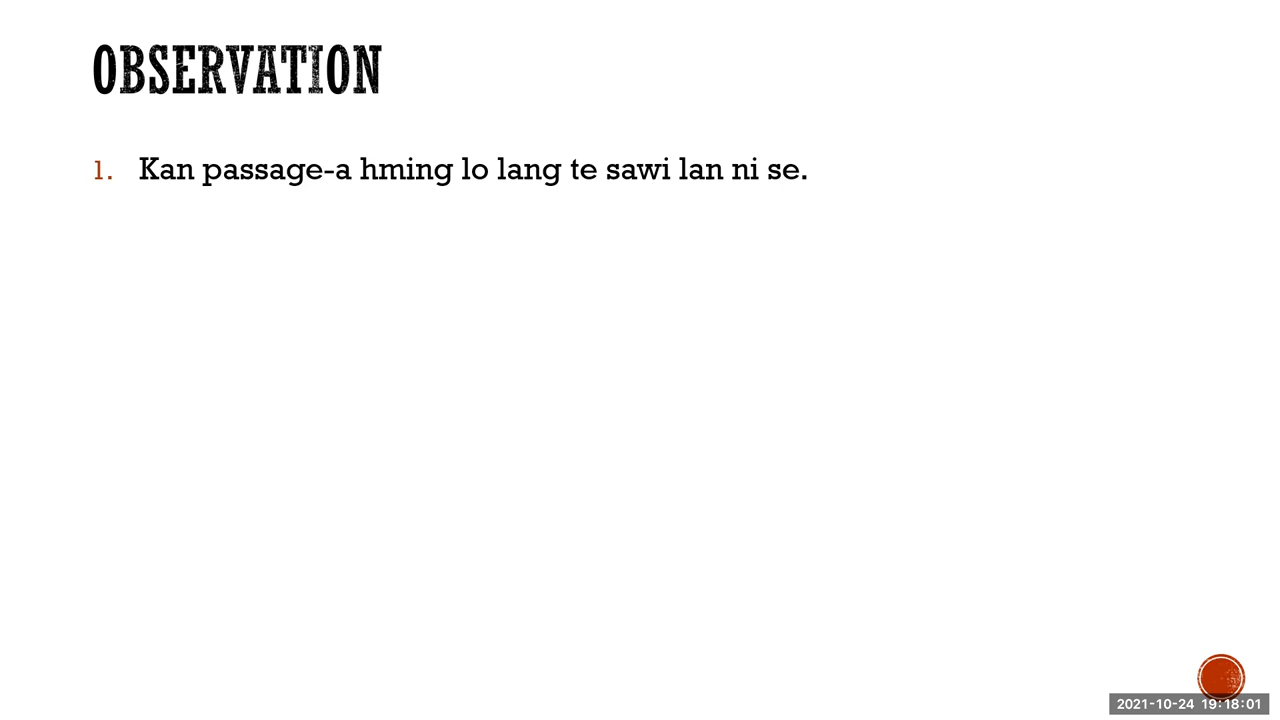 OBSERVATION
1. Kan passage-a hming lo lang te sawi lan ni se.
2021-10-24 19:18:01